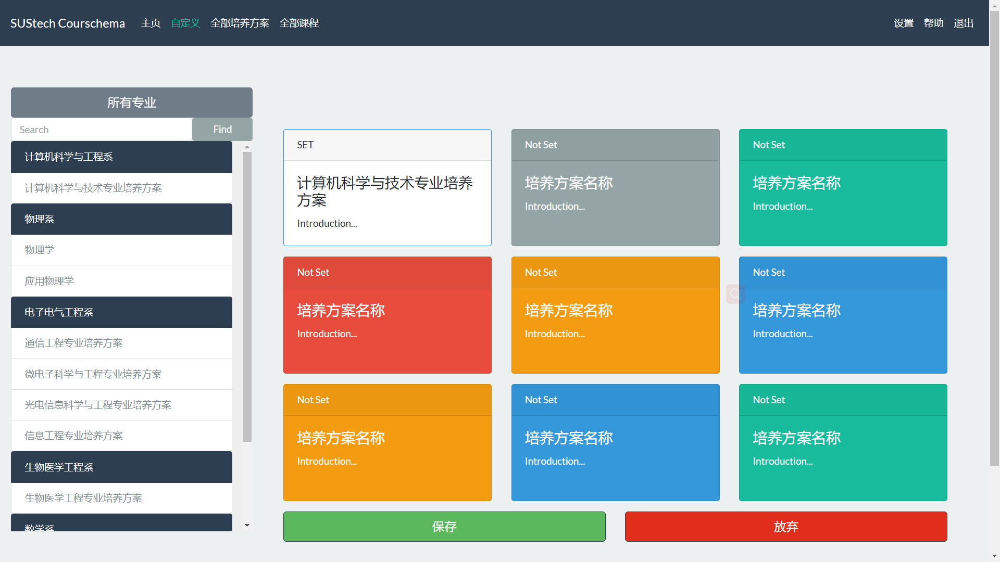 SUStech Courschema 主页 自定义 全部培养方案 全部课程 设置 帮助 退出
所有专业
Search Find
计算机科学与工程系
计算机科学与技术专业培养方案
物理系
物理学
应用物理学
电子电气工程系
通信工程专业培养方案
微电子科学与工程专业培养方案
光电信息科学与工程专业培养方案
信息工程专业培养方案
生物医学工程系
生物医学工程专业培养方案
数学系
SET
计算机科学与技术专业培养
方案
Introduction...
Not Set
培养方案名称
Introduction...
Not Set
培养方案名称
Introduction...
Not Set
培养方案名称
Introduction...
Not Set
培养方案名称
Introduction...
Not Set
培养方案名称
Introduction...
Not Set
培养方案名称
Introduction...
Not Set
培养方案名称
Introduction...
Not Set
培养方案名称
Introduction...
保存
放弃